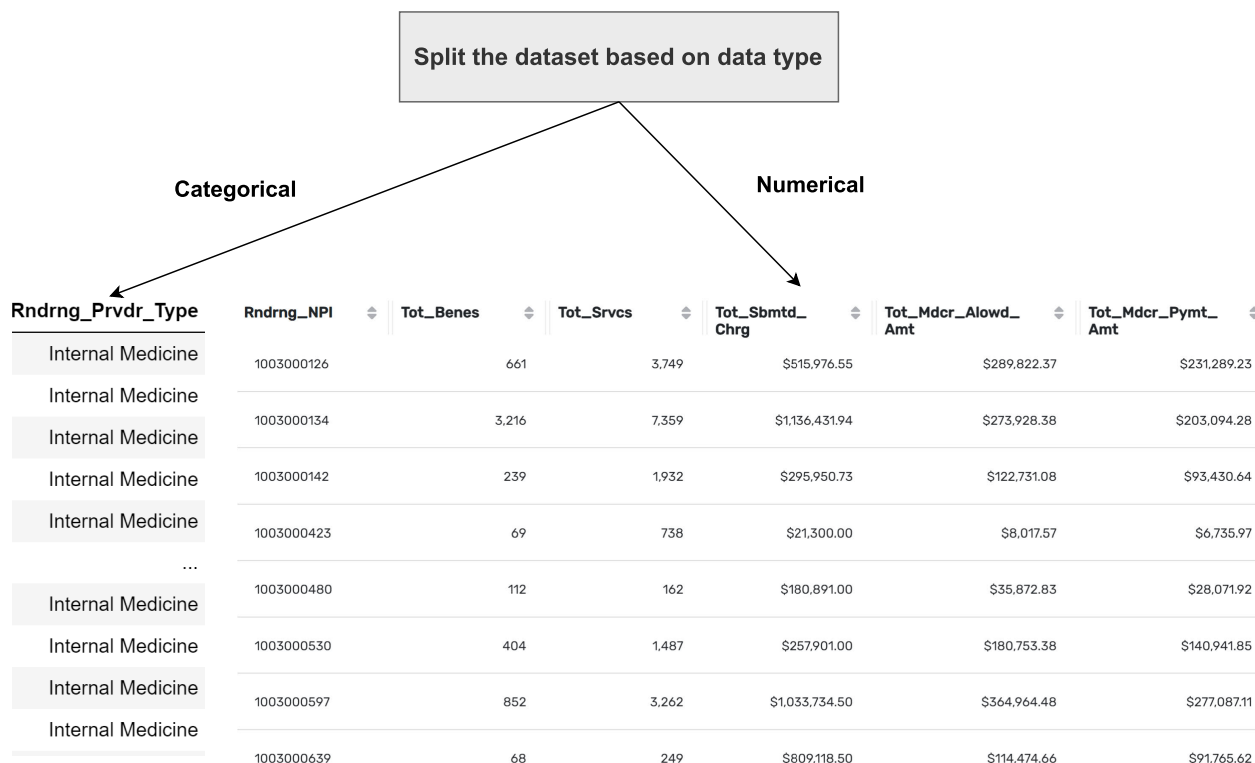 Split the dataset based on data type
Categorical
Numerical
Rndrng_Prvdr_Type
Internal Medicine
Internal Medicine
Internal Medicine
Internal Medicine
Internal Medicine
...
Internal Medicine
Internal Medicine
Internal Medicine
Internal Medicine
Rndrng_NPI Tot_Benes Tot_Srvcs Tot_Sbmtd_ Tot_Mdcr_Alowd_ Tot_Mdcr_Pymt_
Chrg Amt Amt
1003000126 661 3,749 $515,976.55 $289,822.37 $231,289.23
1003000134 3,216 7,359 $1,136,431.94 $273,928.38 $203,094.28
1003000142 239 1,932 $295,950.73 $122,731.08 $93,430.64
1003000423 69 738 $21,300.00 $8,017.57 $6,735.97
1003000480 112 162 $180,891.00 $35,872.83 $28,071.92
1003000530 404 1,487 $257,901.00 $180,753.38 $140,941.85
1003000597 852 3,262 $1,033,734.50 $364,964.48 $277,087.11
1003000639 68 249 $809,118.50 $114,474.66 $91,765.62